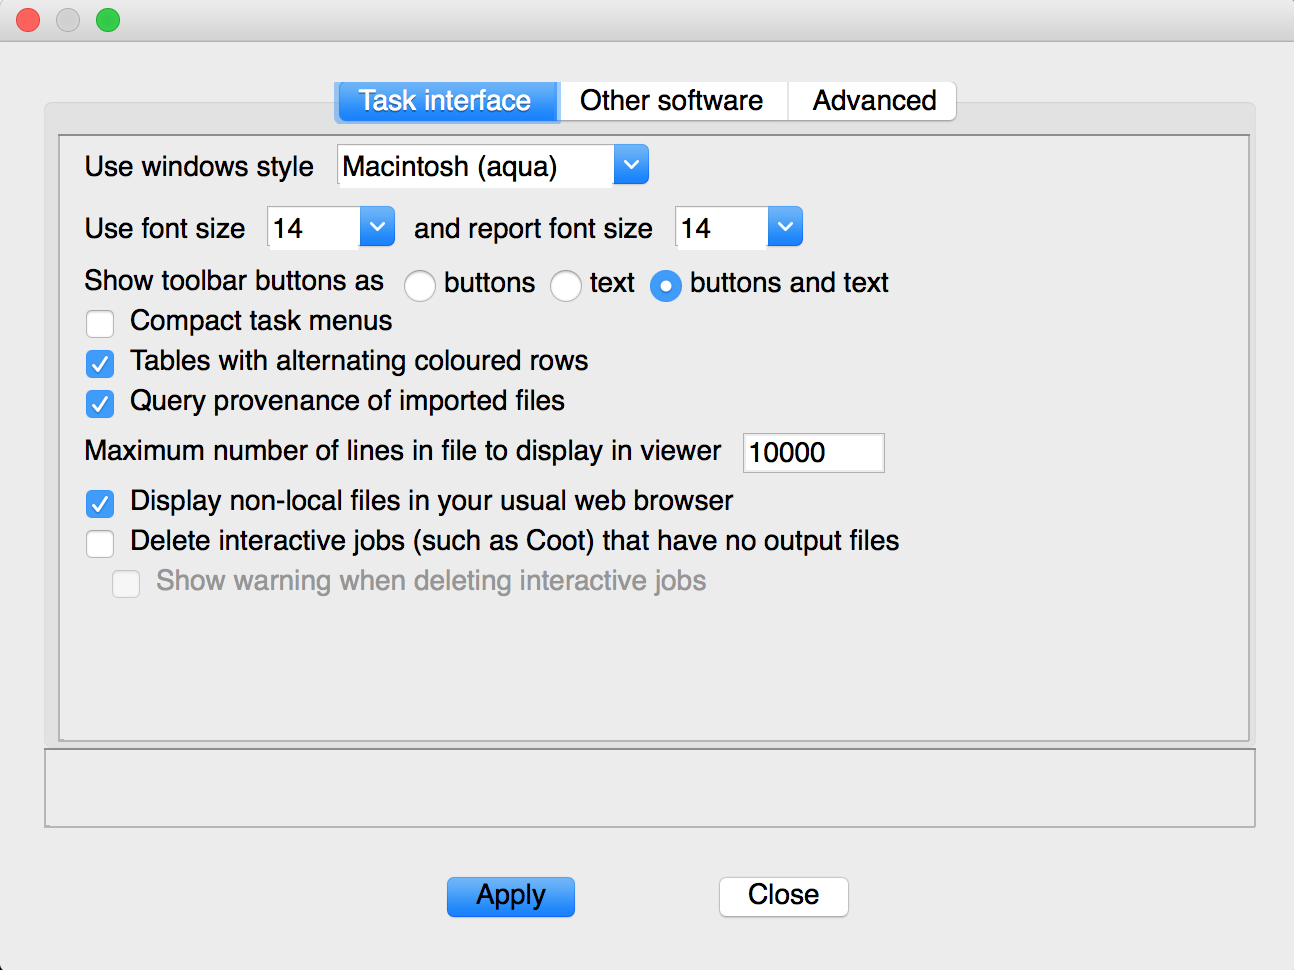 Task interface Other software Advanced
Use windows style Macintosh (aqua)
Use font size 14 and report font size 14
Show toolbar buttons as buttons text buttons and text
Compact task menus
Tables with alternating coloured rows
Query provenance of imported files
Maximum number of lines in file to display in viewer 10000
Display non-local files in your usual web browser
Delete interactive jobs (such as Coot) that have no output files
Show warning when deleting interactive jobs
Apply Close